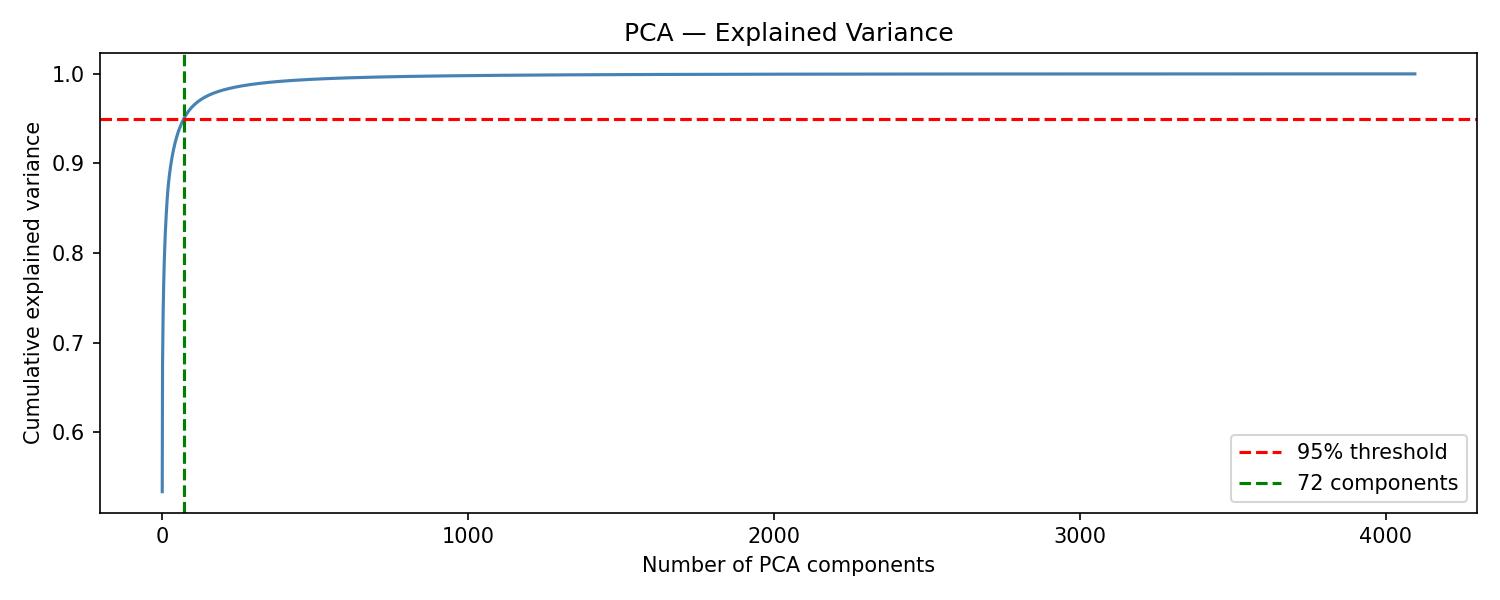 PCA — Explained Variance
Cumulative explained variance
1.0
0.9
0.8
0.7
0.6
95% threshold
72 components
0
1000
2000
3000
4000
Number of PCA components